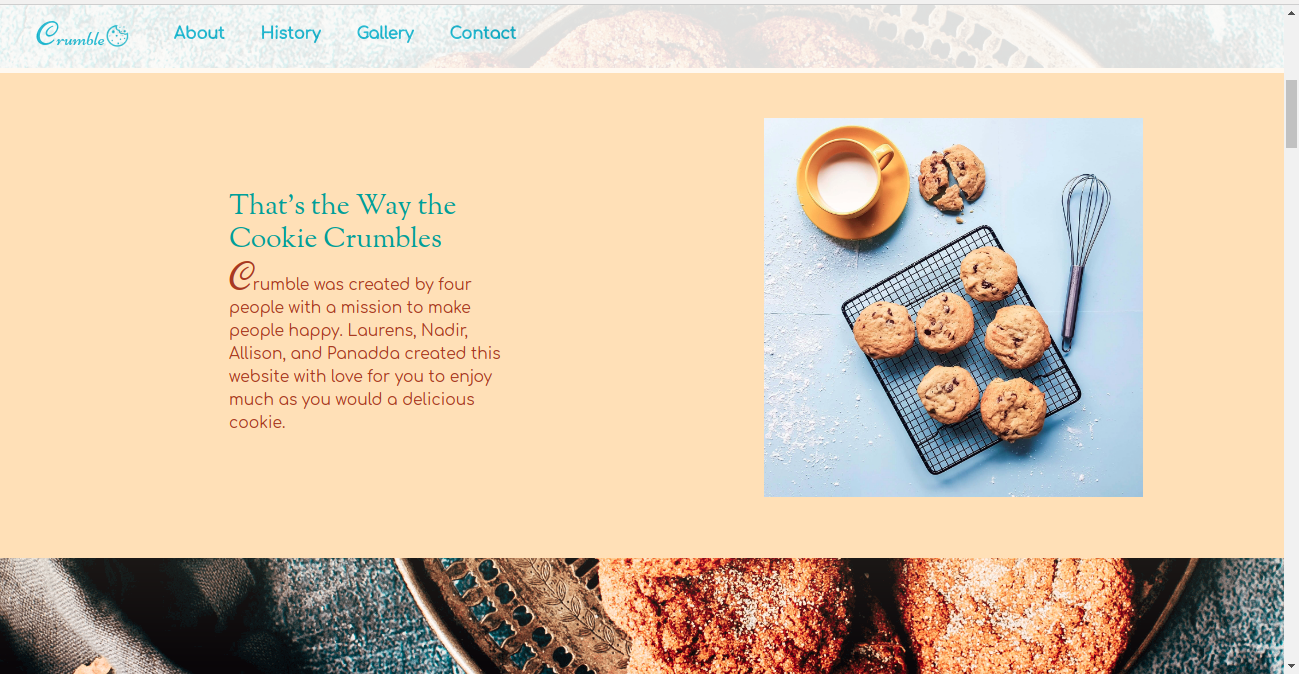 Crumble
About History Gallery Contact
That's the Way the
Cookie Crumbles
Crumble was created by four
people with a mission to make
people happy. Laurens, Nadir,
Allison, and Panadda created this
website with love for you to enjoy
much as you would a delicious
cookie.